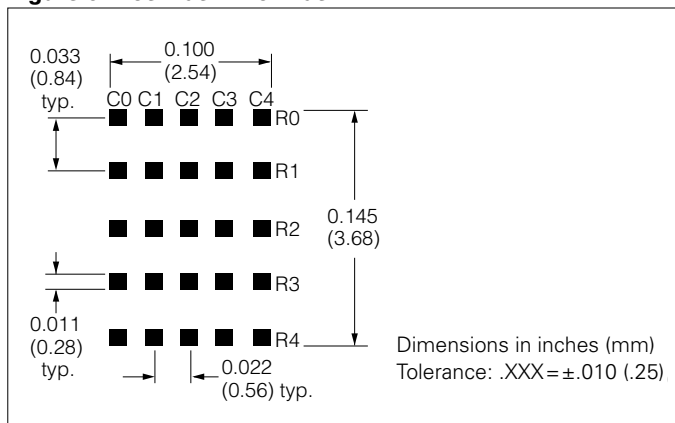 0.033
(0.84)
typ.
0.100
(2.54)
C0 C1 C2 C3 C4
R0
R1
R2
R3
R4
0.145
(3.68)
0.011
(0.28)
typ.
0.022
(0.56) typ.
Dimensions in inches (mm)
Tolerance: .XXX=±.010 (.25)